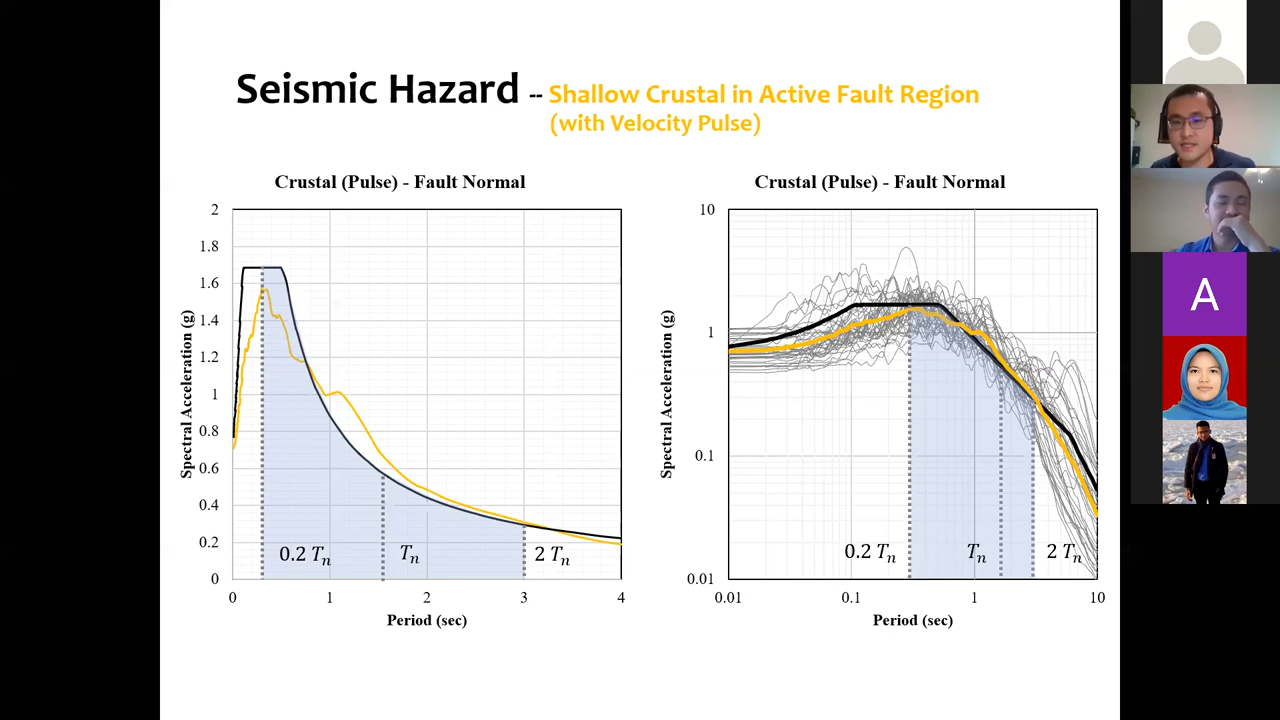 Seismic Hazard -- Shallow Crustal in Active Fault Region
(with Velocity Pulse)
Crustal (Pulse) - Fault Normal
2
1.8
1.6
1.4
1.2
1
0.8
0.6
0.4
0.2
0
Spectral Acceleration (g)
0.2 Tn
Tn
2 Tn
0
1
2
3
4
Period (sec)
Crustal (Pulse) - Fault Normal
10
1
0.1
0.01
Spectral Acceleration (g)
0.2 Tn
Tn
2 Tn
0.01
0.1
1
10
Period (sec)
A